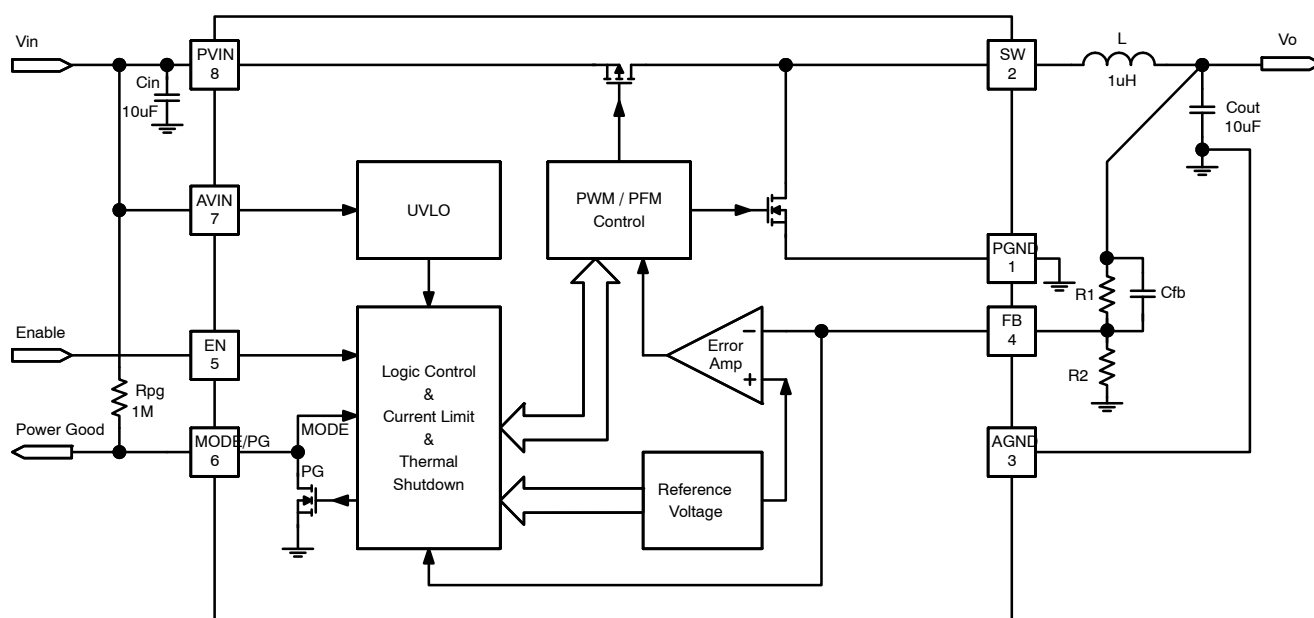 Vin
PVIN
8
Cin
10uF
SW
2
L
1uH
Vo
Cout
10uF
AVIN
7
UVLO
PWM / PFM
Control
PGND
1
R1
Cfb
Enable
EN
5
FB
4
Error
Amp
−
+
R2
Rpg
1M
Logic Control
&
Current Limit
&
Thermal
Shutdown
Power Good
MODE/PG
6
MODE
PG
Reference
Voltage
AGND
3